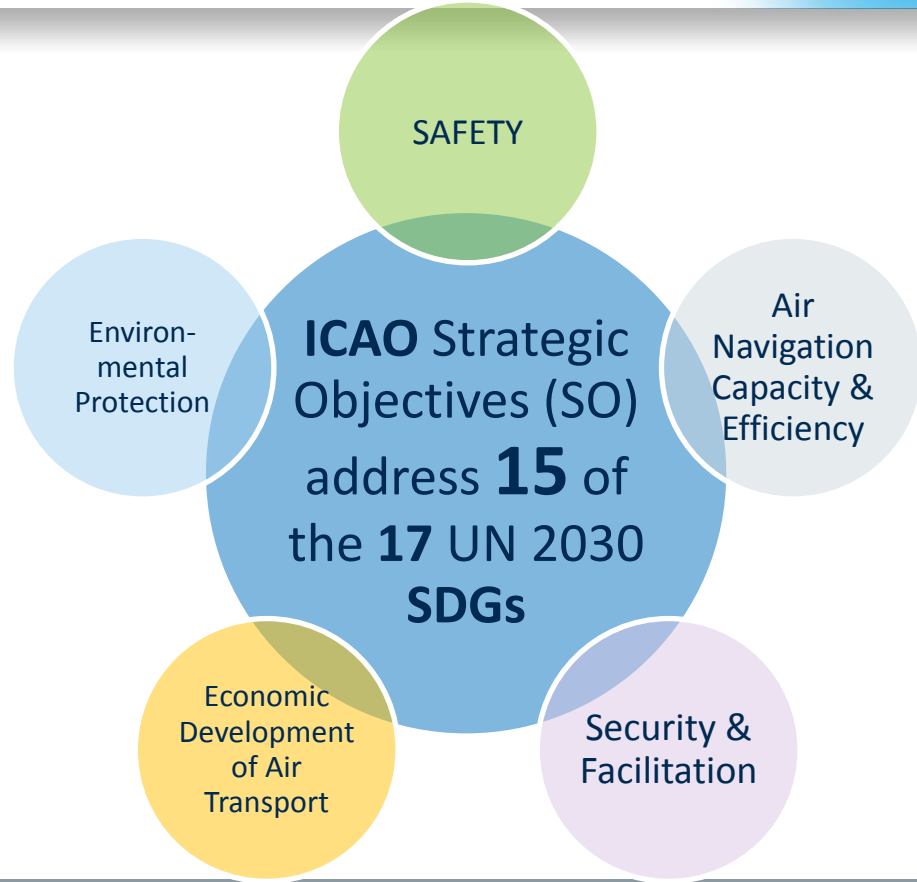 SAFETY
Environ-
mental
Protection
ICAO Strategic
Objectives (SO)
address 15 of
the 17 UN 2030
SDGs
Air
Navigation
Capacity &
Efficiency
Economic
Development
of Air
Transport
Security &
Facilitation